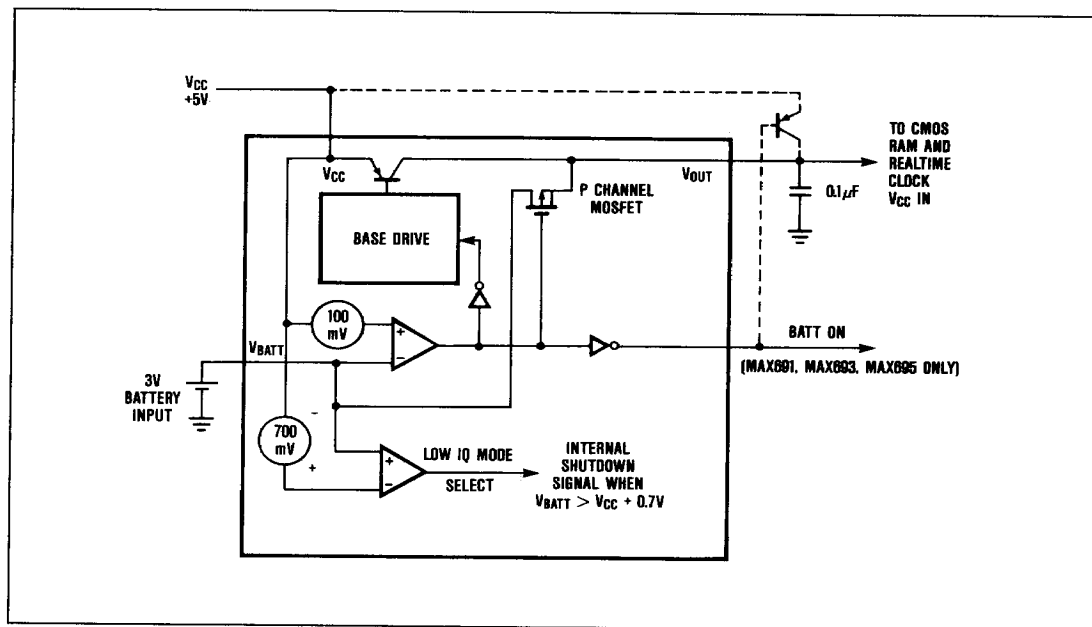 VCC
+5V
VCC
P CHANNEL
MOSFET
VOUT
TO CMOS
RAM AND
REALTIME
CLOCK
VCC IN
0.1µF
BASE DRIVE
100
mV
+
−
VBATT
BATT ON
(MAX691, MAX693, MAX695 ONLY)
3V
BATTERY
INPUT
−
700
mV
+
+
−
LOW IQ MODE
SELECT
INTERNAL
SHUTDOWN
SIGNAL WHEN
VBATT > VCC + 0.7V